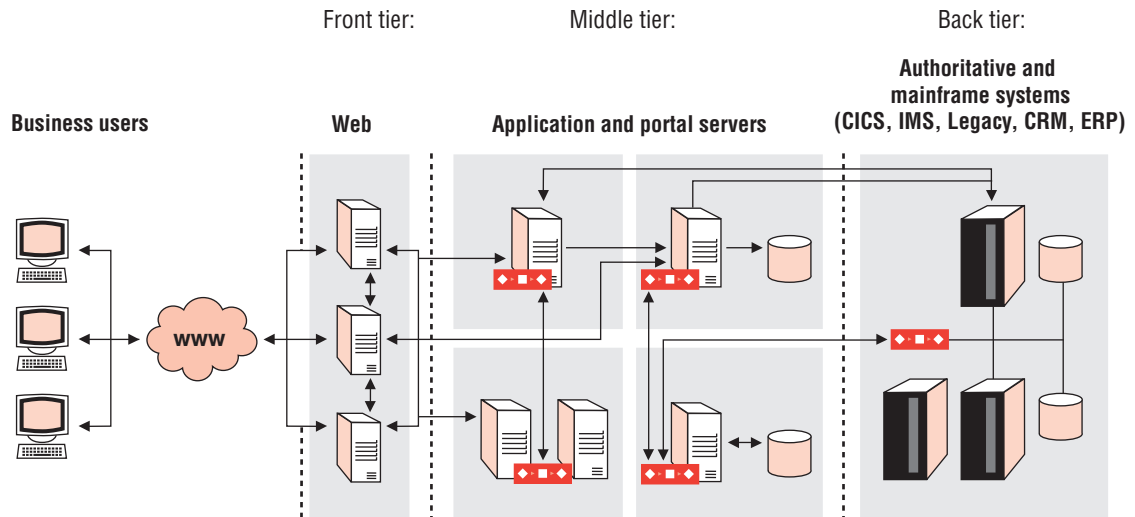 Front tier:
Middle tier:
Back tier:
Business users
Web
Application and portal servers
Authoritative and
mainframe systems
(CICS, IMS, Legacy, CRM, ERP)
WWW